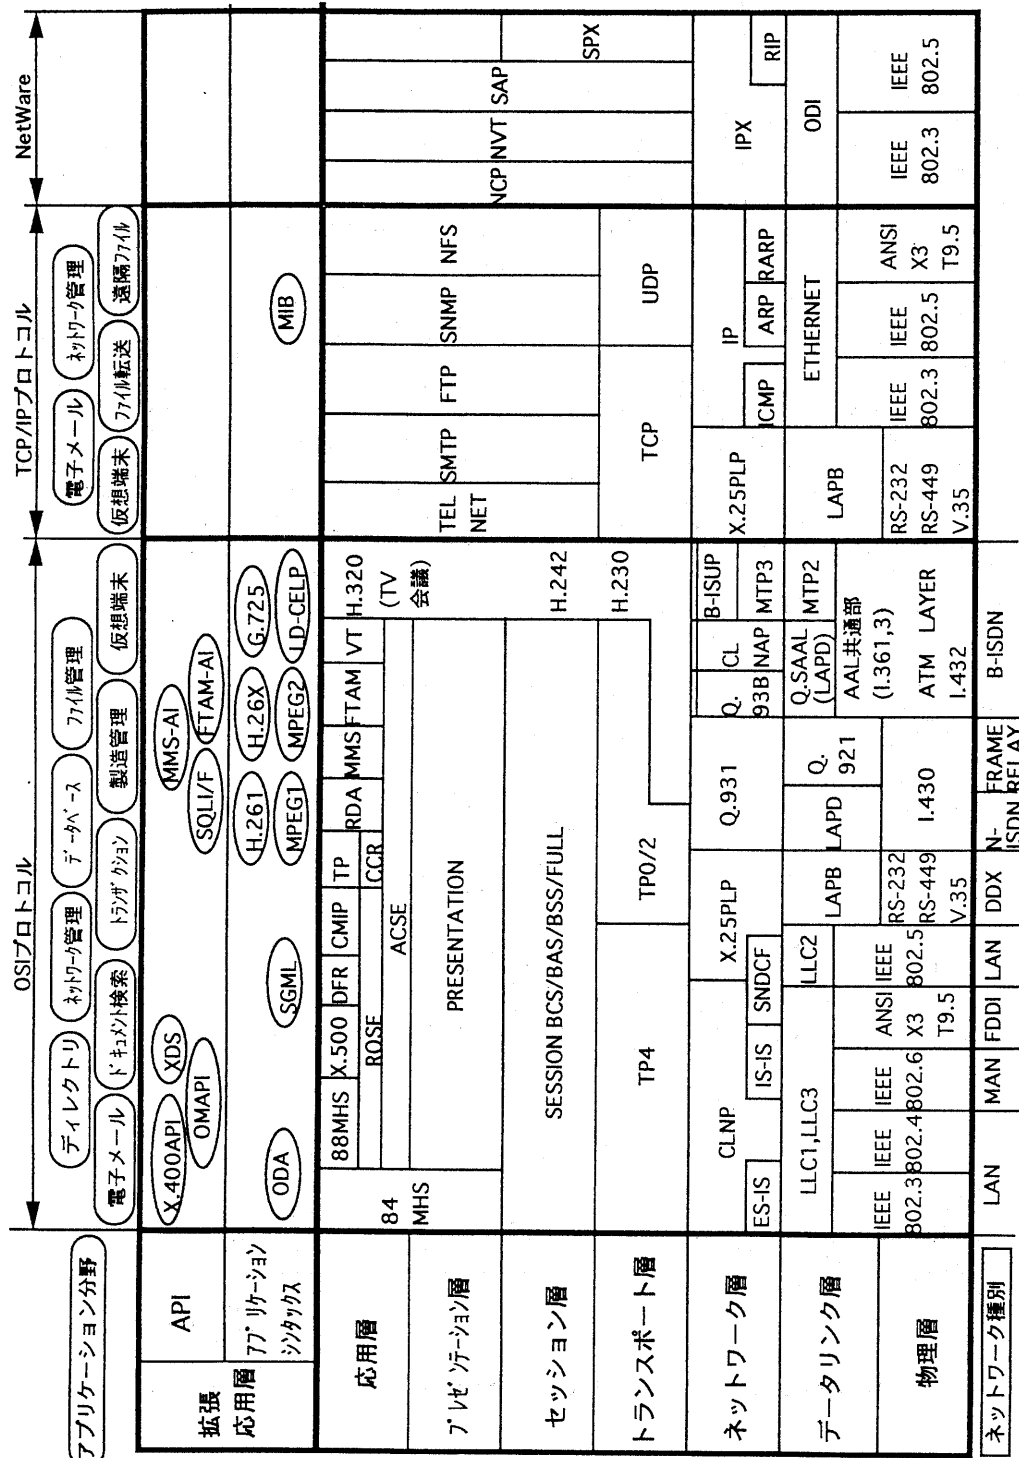 アプリケーション分野
OSIプロトコル
TCP/IPプロトコル
NetWare
ディレクトリ
ネットワーク管理
データベース
ファイル管理
電子メール
ドキュメント検索
トランザクション
製造管理
仮想端末
電子メール
ネットワーク管理
仮想端末
ファイル転送
遠隔ファイル
拡張
応用層
API
X.400API
XDS
OMAPI
MMS-AI
SQLI/F
FTAM-AI
アプリケーション
シンタックス
ODA
SGML
H.261
H.26X
G.725
MPEG1
MPEG2
LD-CELP
MIB
応用層
84
MHS
88MHS
X.500
DFR
CMIP
TP
RDA
MMS
FTAM
VT
H.320
(TV
会議)
ROSE
CCR
ACSE
TEL
NET
SMTP
FTP
SNMP
NFS
NCP
NVT
SAP
SPX
プレゼンテーション層
PRESENTATION
セッション層
SESSION BCS/BAS/BSS/FULL
H.242
トランスポート層
TP4
TP0/2
H.230
TCP
UDP
ネットワーク層
CLNP
ES-IS
IS-IS
SNDCF
X.25PLP
Q.931
Q.
93B
CL
NAP
B-ISUP
MTP3
X.25PLP
IP
ICMP
ARP
RARP
IPX
RIP
データリンク層
LLC1,LLC3
LLC2
LAPB
LAPD
Q.
921
Q.SAAL
(LAPD)
MTP2
AAL共通部
(I.361,3)
LAPB
ETHERNET
ODI
物理層
IEEE
802.3
IEEE
802.4
IEEE
802.6
ANSI
X3
T9.5
IEEE
802.5
RS-232
RS-449
V.35
I.430
ATM LAYER
I.432
RS-232
RS-449
V.35
IEEE
802.3
IEEE
802.5
ANSI
X3
T9.5
IEEE
802.3
IEEE
802.5
ネットワーク種別
LAN
MAN
FDDI
LAN
DDX
N-
ISDN
FRAME
RELAY
B-ISDN